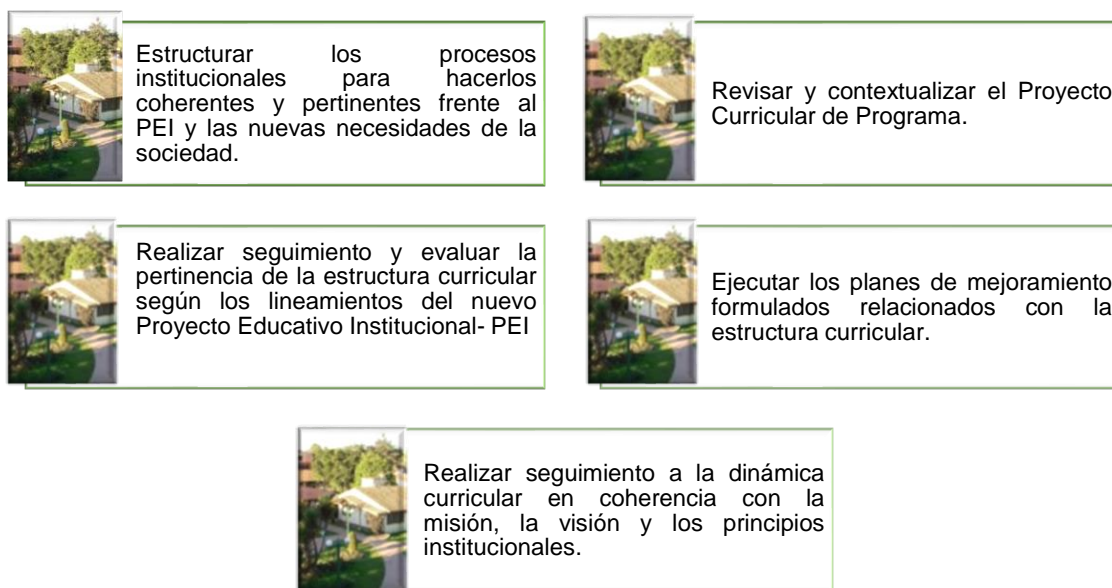 Estructurar los procesos
institucionales para hacerlos
coherentes y pertinentes frente al
PEI y las nuevas necesidades de la
sociedad.
Revisar y contextualizar el Proyecto
Curricular de Programa.
Realizar seguimiento y evaluar la
pertinencia de la estructura curricular
según los lineamientos del nuevo
Proyecto Educativo Institucional- PEI
Ejecutar los planes de mejoramiento
formulados relacionados con la
estructura curricular.
Realizar seguimiento a la dinámica
curricular en coherencia con la
misión, la visión y los principios
institucionales.